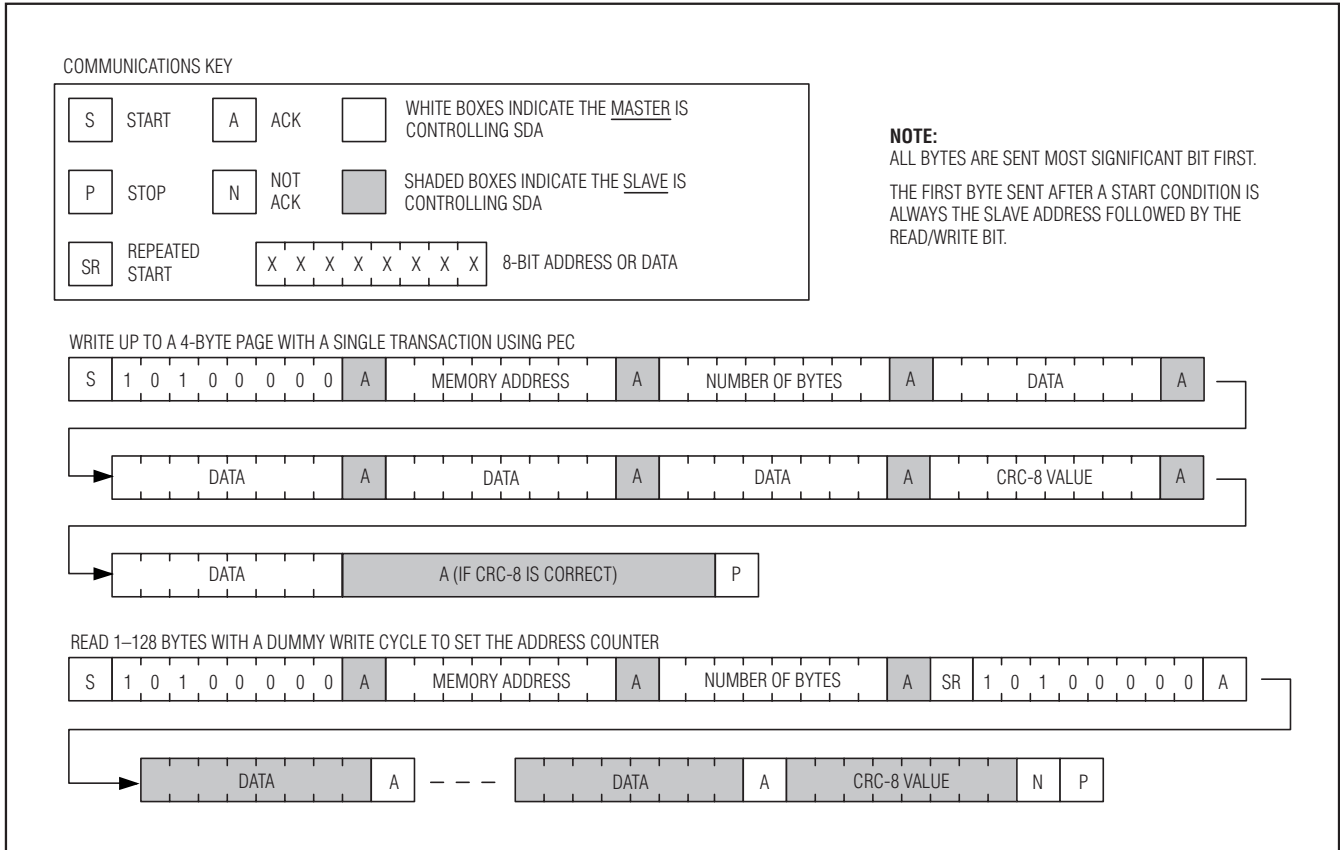 COMMUNICATIONS KEY
S START A ACK WHITE BOXES INDICATE THE MASTER IS
CONTROLLING SDA
P STOP N NOT
ACK SHADED BOXES INDICATE THE SLAVE IS
CONTROLLING SDA
SR REPEATED
START X X X X X X X X 8-BIT ADDRESS OR DATA
NOTE:
ALL BYTES ARE SENT MOST SIGNIFICANT BIT FIRST.
THE FIRST BYTE SENT AFTER A START CONDITION IS
ALWAYS THE SLAVE ADDRESS FOLLOWED BY THE
READ/WRITE BIT.
WRITE UP TO A 4-BYTE PAGE WITH A SINGLE TRANSACTION USING PEC
S 1 0 1 0 0 0 0 0 A MEMORY ADDRESS A NUMBER OF BYTES A DATA A
DATA A DATA A DATA A CRC-8 VALUE A
DATA A (IF CRC-8 IS CORRECT) P
READ 1–128 BYTES WITH A DUMMY WRITE CYCLE TO SET THE ADDRESS COUNTER
S 1 0 1 0 0 0 0 0 A MEMORY ADDRESS A NUMBER OF BYTES A SR 1 0 1 0 0 0 0 0 A
DATA A – – – DATA A CRC-8 VALUE N P